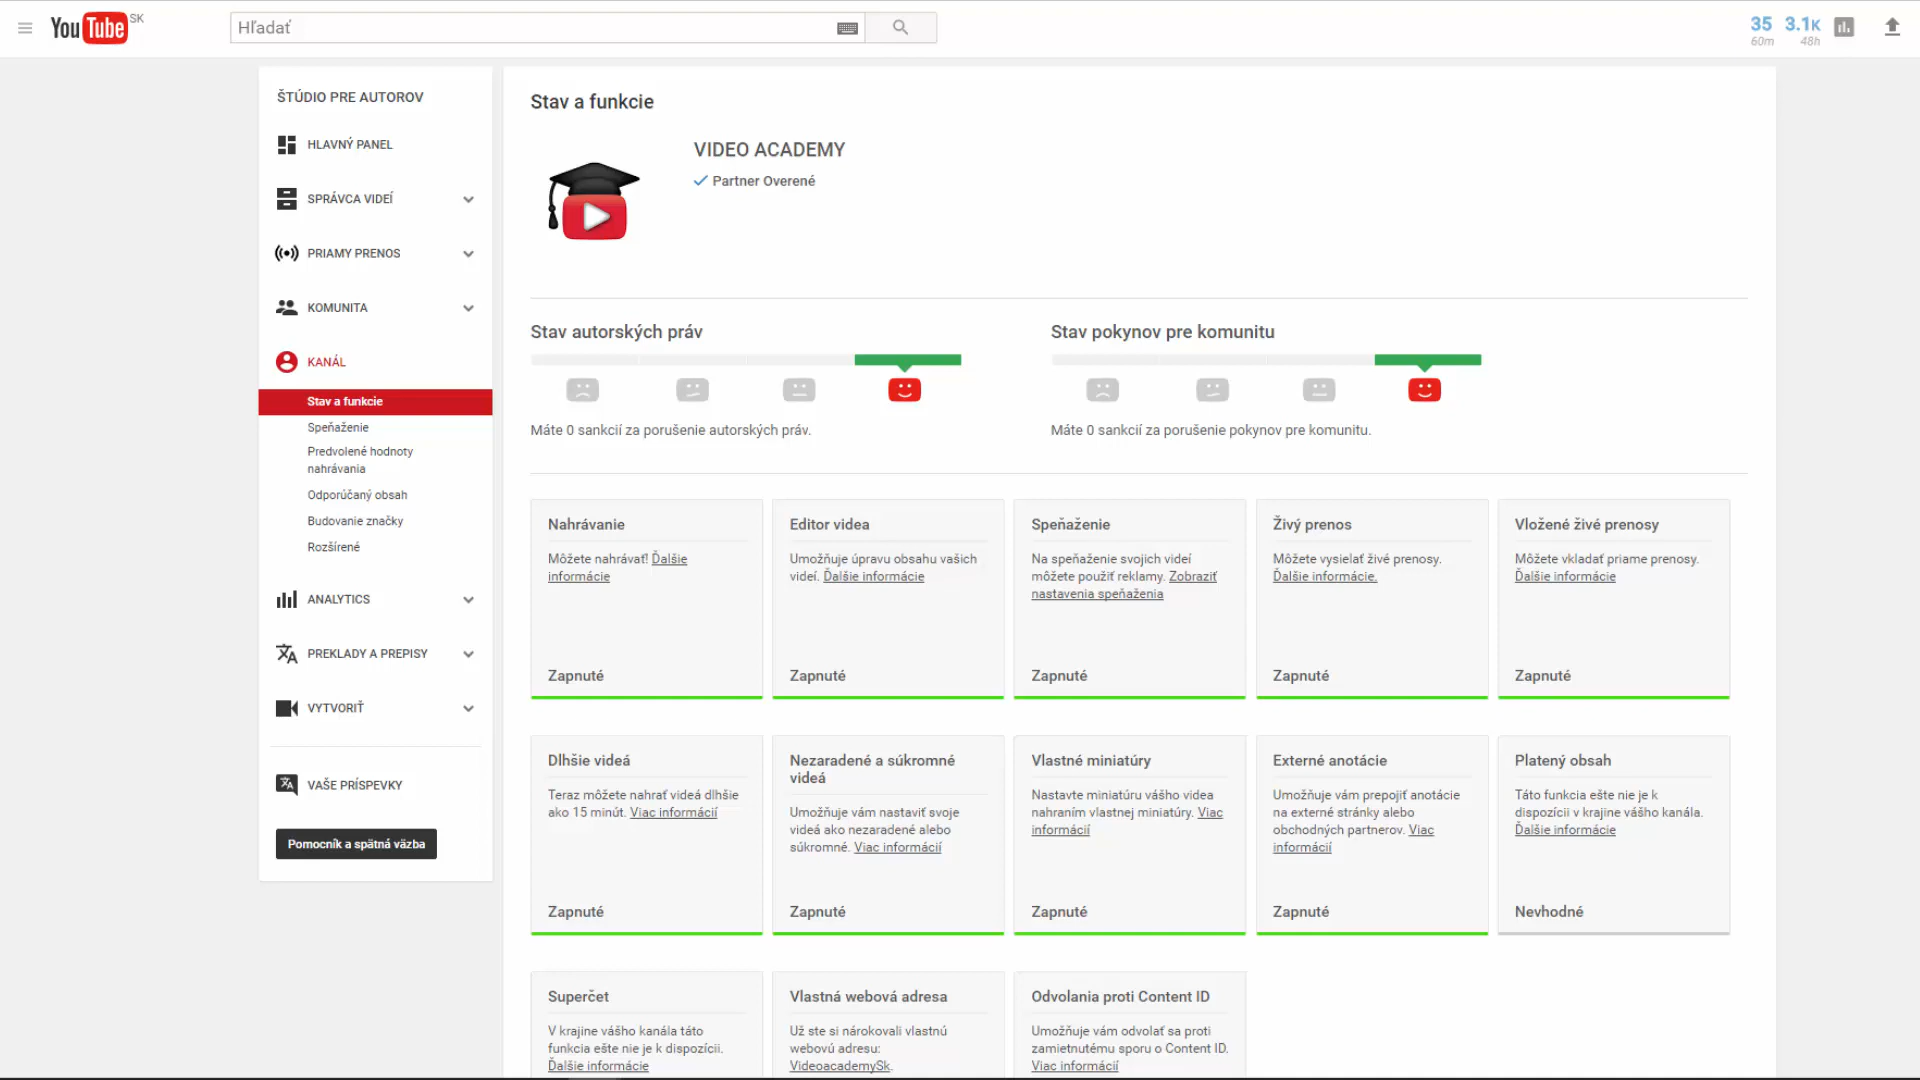 YouTube SK
Hľadať
35
60m
3.1K
48h
ŠTÚDIO PRE AUTOROV
HLAVNÝ PANEL
SPRÁVCA VIDEÍ
PRIAMY PRENOS
KOMUNITA
KANÁL
Stav a funkcie
Speňaženie
Predvolené hodnoty
nahrávania
Odporúčaný obsah
Budovanie značky
Rozšírené
ANALYTICS
PREKLADY A PREPISY
VYTVORIŤ
VAŠE PRÍSPEVKY
Pomocník a spätná väzba
Stav a funkcie
VIDEO ACADEMY
Partner Overené
Stav autorských práv
Máte 0 sankcií za porušenie autorských práv.
Stav pokynov pre komunitu
Máte 0 sankcií za porušenie pokynov pre komunitu.
Nahrávanie
Môžete nahrávať! Ďalšie
informácie
Zapnuté
Editor videa
Umožňuje úpravu obsahu vašich
videí. Ďalšie informácie
Zapnuté
Speňaženie
Na speňaženie svojich videí
môžete použiť reklamy. Zobraziť
nastavenia speňaženia
Zapnuté
Živý prenos
Môžete vysielať živé prenosy.
Ďalšie informácie.
Zapnuté
Vložené živé prenosy
Môžete vkladať priame prenosy.
Ďalšie informácie
Zapnuté
Dlhšie videá
Teraz môžete nahrať videá dlhšie
ako 15 minút. Viac informácií
Zapnuté
Nezaradené a súkromné
videá
Umožňuje vám nastaviť svoje
videá ako nezaradené alebo
súkromné. Viac informácií
Zapnuté
Vlastné miniatúry
Nastavte miniatúru vášho videa
nahraním vlastnej miniatúry. Viac
informácií
Zapnuté
Externé anotácie
Umožňuje vám prepojiť anotácie
na externé stránky alebo
obchodných partnerov. Viac
informácií
Zapnuté
Platený obsah
Táto funkcia ešte nie je k
dispozícii v krajine vášho kanála.
Ďalšie informácie
Nevhodné
Superčet
V krajine vášho kanála táto
funkcia ešte nie je k dispozícii.
Ďalšie informácie
Vlastná webová adresa
Už ste si nárokovali vlastnú
webovú adresu:
VideoacademySk.
Odvolania proti Content ID
Umožňuje vám odvolať sa proti
zamietnutému sporu o Content ID.
Viac informácií